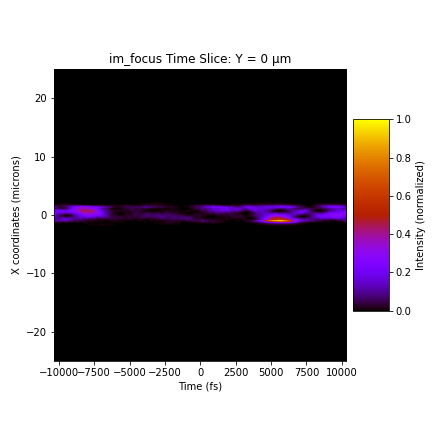 im_focus Time Slice: Y = 0 μm
20
10
0
−10
−20
X coordinates (microns)
−10000 −7500 −5000 −2500 0 2500 5000 7500 10000
Time (fs)
1.0
0.8
0.6
0.4
0.2
0.0
Intensity (normalized)